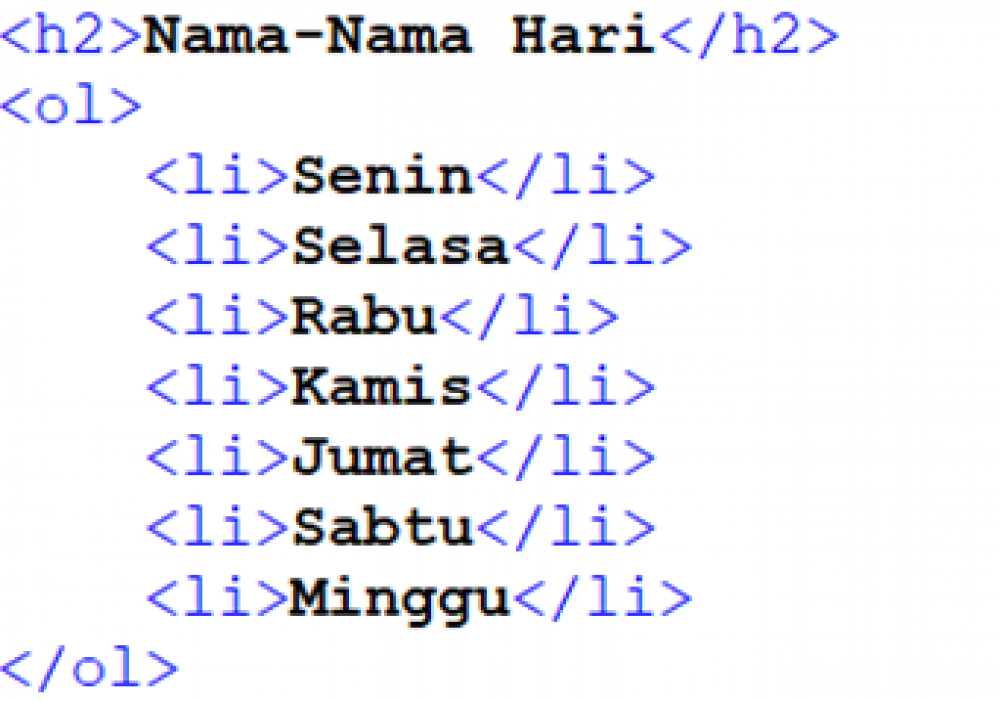 <h2>Nama-Nama Hari</h2>
<ol>
    <li>Senin</li>
    <li>Selasa</li>
    <li>Rabu</li>
    <li>Kamis</li>
    <li>Jumat</li>
    <li>Sabtu</li>
    <li>Minggu</li>
</ol>